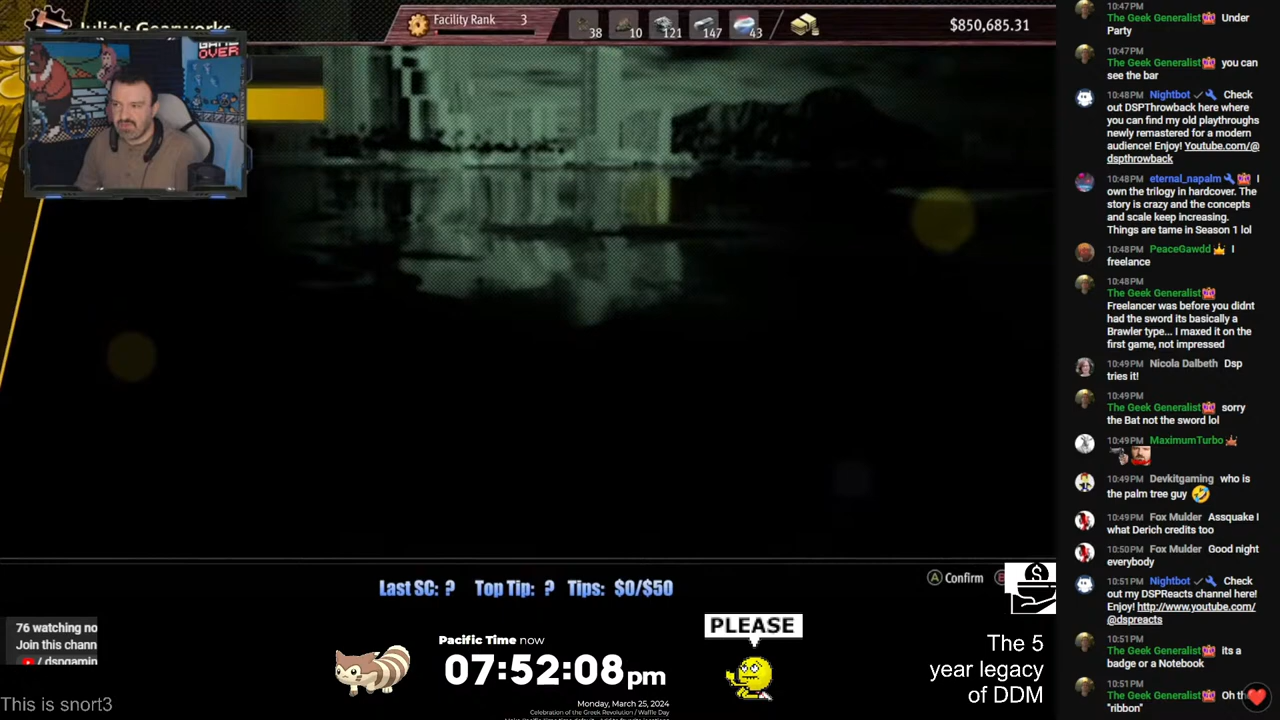 Julie's Gearworks
Facility Rank 3
38 10 121 147 43
$850,685.31
GAME
OVER
Confirm
Last SC: ? Top Tip: ? Tips: $0/$50
76 watching no
Join this chann
/ dspgamin
This is snort3
Pacific Time now
07:52:08 pm
Monday, March 25, 2024
Celebration of the Greek Revolution / Waffle Day
PLEASE
The 5
year legacy
of DDM
10:47PM
The Geek Generalist Under
Party
10:47PM
The Geek Generalist you can
see the bar
10:48PM Nightbot Check
out DSPThrowback here where
you can find my old playthroughs
newly remastered for a modern
audience! Enjoy! Youtube.com/@
dspthrowback
10:48PM eternal_napalm I
own the trilogy in hardcover. The
story is crazy and the concepts
and scale keep increasing.
Things are tame in Season 1 lol
10:48PM PeaceGawdd I
freelance
10:48PM
The Geek Generalist
Freelancer was before you didnt
had the sword its basically a
Brawler type... I maxed it on the
first game, not impressed
10:49PM Nicola Dalbeth Dsp
tries it!
10:49PM
The Geek Generalist sorry
the Bat not the sword lol
10:49PM MaximumTurbo
10:49PM Devkitgaming who is
the palm tree guy
10:49PM Fox Mulder Assquake I
what Derich credits too
10:50PM Fox Mulder Good night
everybody
10:51PM Nightbot Check
out my DSPReacts channel here!
Enjoy! http://www.youtube.com/
@dspreacts
10:51PM
The Geek Generalist its a
badge or a Notebook
10:51PM
The Geek Generalist Oh
"ribbon"